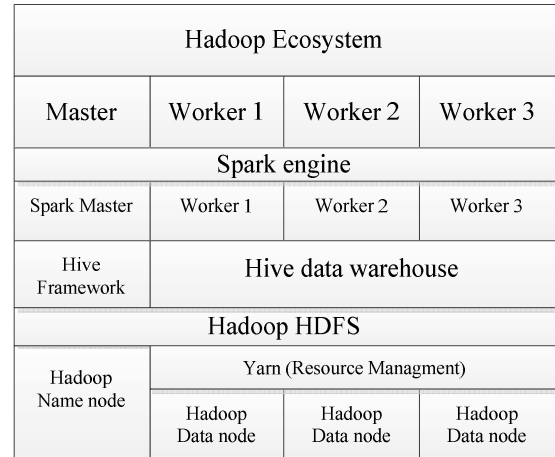 Hadoop Ecosystem
Master Worker 1 Worker 2 Worker 3
Spark engine
Spark Master Worker 1 Worker 2 Worker 3
Hive
Framework
Hive data warehouse
Hadoop HDFS
Hadoop
Name node
Yarn (Resource Managment)
Hadoop
Data node
Hadoop
Data node
Hadoop
Data node